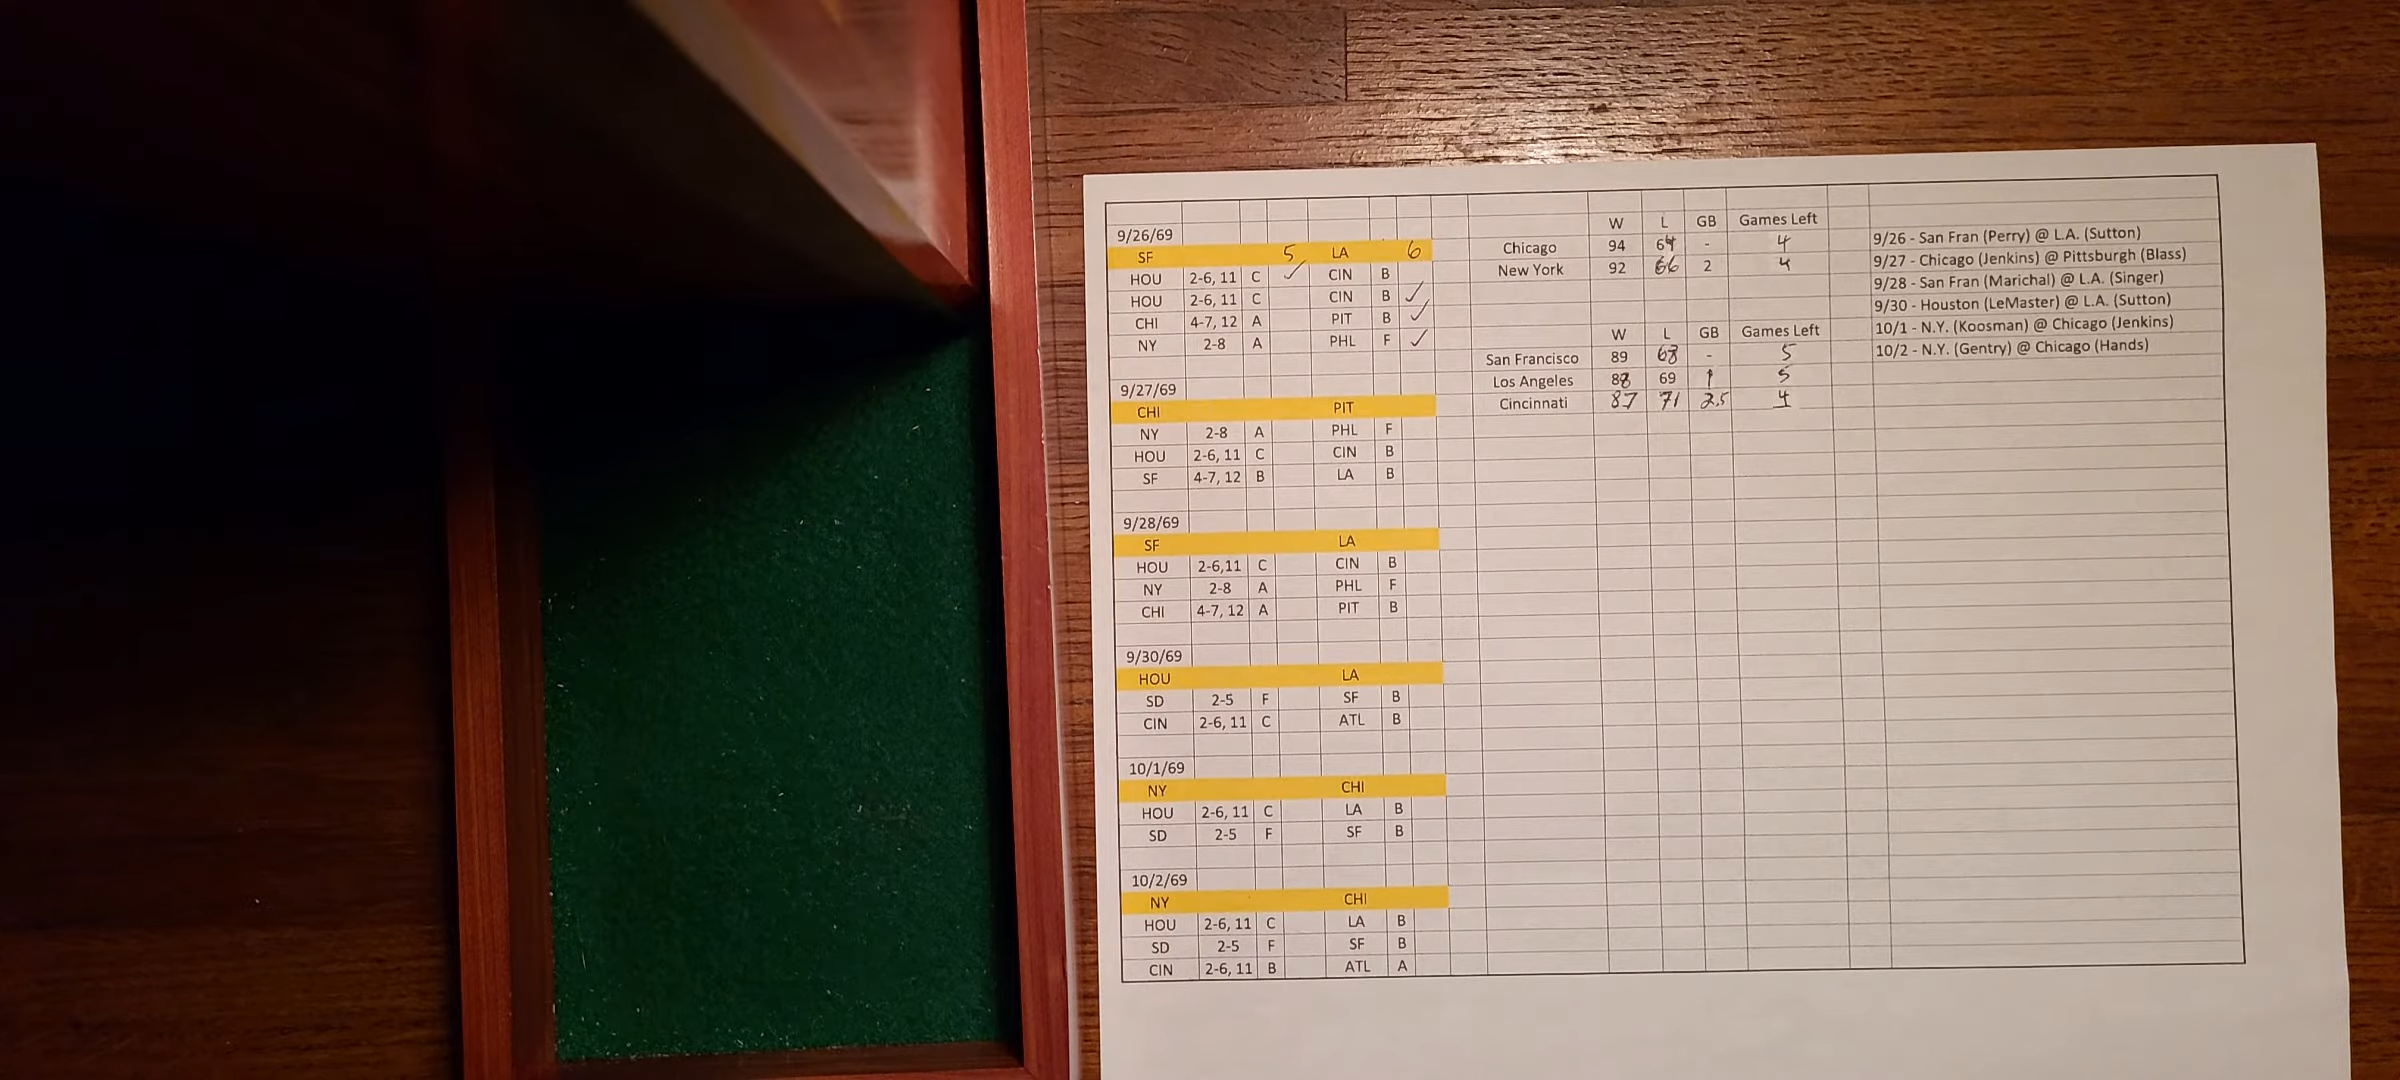 9/26/69
SF 5 LA 6
HOU 2-6, 11 C ✓ CIN B
HOU 2-6, 11 C CIN B ✓
CHI 4-7, 12 A PIT B ✓
NY 2-8 A PHL F ✓
9/27/69
CHI PIT
NY 2-8 A PHL F
HOU 2-6, 11 C CIN B
SF 4-7, 12 B LA B
9/28/69
SF LA
HOU 2-6,11 C CIN B
NY 2-8 A PHL F
CHI 4-7, 12 A PIT B
9/30/69
HOU LA
SD 2-5 F SF B
CIN 2-6, 11 C ATL B
10/1/69
NY CHI
HOU 2-6, 11 C LA B
SD 2-5 F SF B
10/2/69
NY CHI
HOU 2-6, 11 C LA B
SD 2-5 F SF B
CIN 2-6, 11 B ATL A
W L GB Games Left
Chicago 94 64 - 4
New York 92 66 2 4
W L GB Games Left
San Francisco 89 68 - 5
Los Angeles 88 69 1 5
Cincinnati 87 71 2.5 4
9/26 - San Fran (Perry) @ L.A. (Sutton)
9/27 - Chicago (Jenkins) @ Pittsburgh (Blass)
9/28 - San Fran (Marichal) @ L.A. (Singer)
9/30 - Houston (LeMaster) @ L.A. (Sutton)
10/1 - N.Y. (Koosman) @ Chicago (Jenkins)
10/2 - N.Y. (Gentry) @ Chicago (Hands)